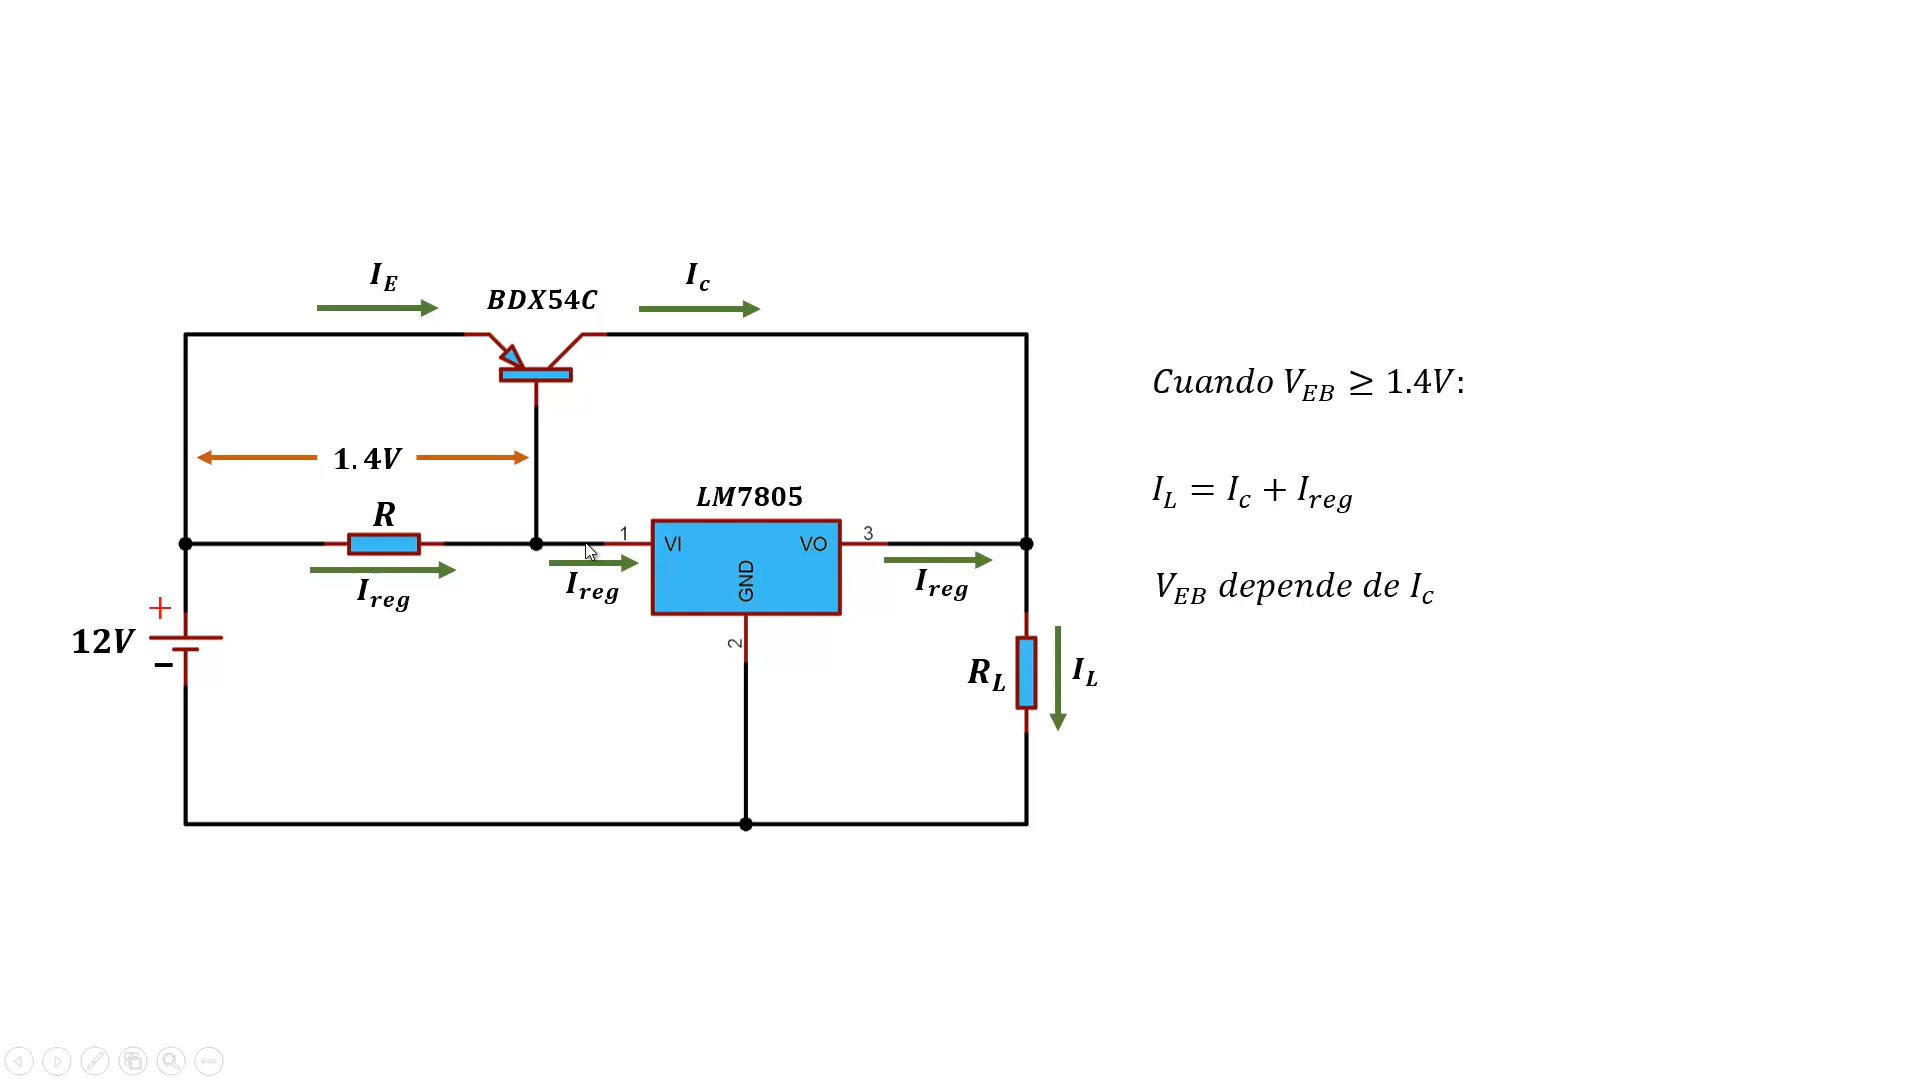 I_E
BDX54C
I_c
1.4V
R
LM7805
1
VI
VO
3
GND
2
I_reg
I_reg
I_reg
+
12V
−
R_L
I_L
Cuando V_EB ≥ 1.4V:
I_L = I_c + I_reg
V_EB depende de I_c